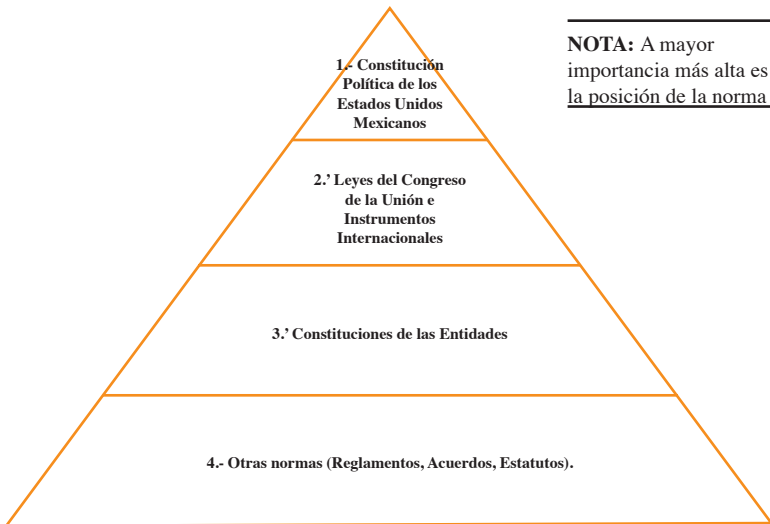 1.- Constitución
Política de los
Estados Unidos
Mexicanos
NOTA: A mayor
importancia más alta es
la posición de la norma
2.’ Leyes del Congreso
de la Unión e
Instrumentos
Internacionales
3.’ Constituciones de las Entidades
4.- Otras normas (Reglamentos, Acuerdos, Estatutos).